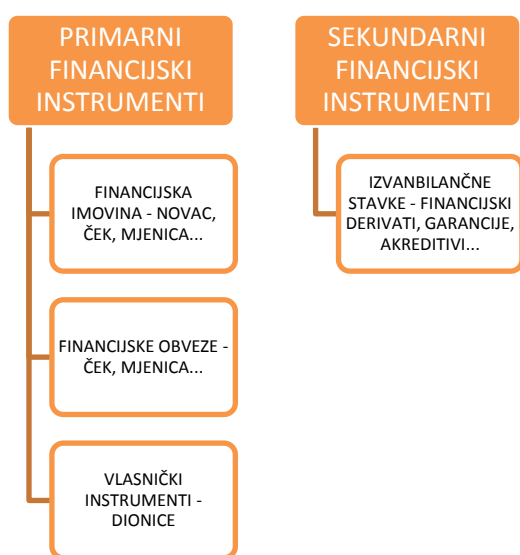 PRIMARNI
FINANCIJSKI
INSTRUMENTI
FINANCIJSKA
IMOVINA - NOVAC,
ČEK, MJENICA...
FINANCIJSKE OBVEZE -
ČEK, MJENICA...
VLASNIČKI
INSTRUMENTI -
DIONICE
SEKUNDARNI
FINANCIJSKI
INSTRUMENTI
IZVANBILANČNE
STAVKE - FINANCIJSKI
DERIVATI, GARANCIJE,
AKREDITIVI...